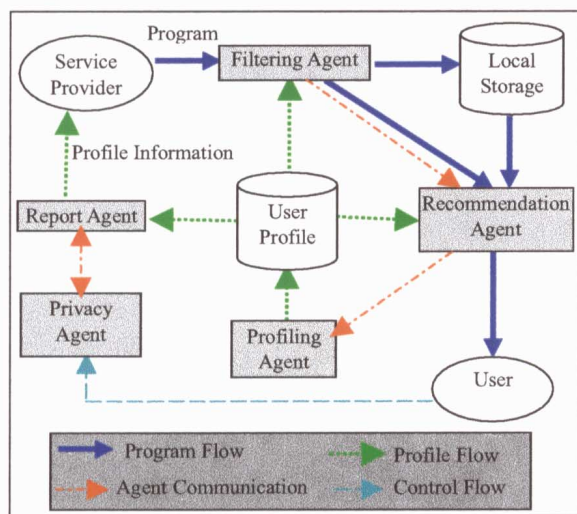 Program
Service
Provider
Filtering Agent
Local
Storage
Profile Information
Report Agent
User
Profile
Recommendation
Agent
Privacy
Agent
Profiling
Agent
User
Program Flow
Profile Flow
Agent Communication
Control Flow